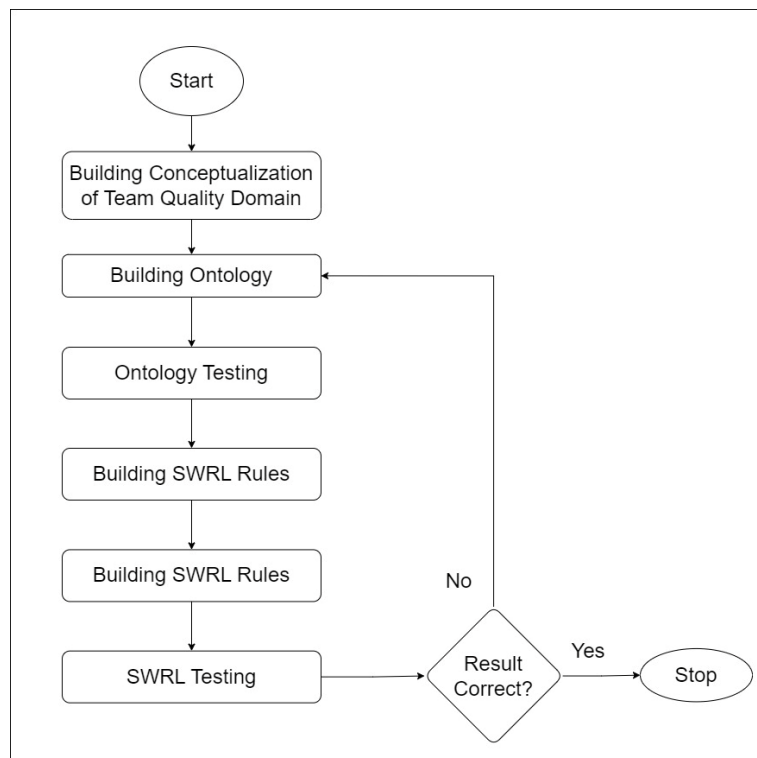 Start
Building Conceptualization
of Team Quality Domain
Building Ontology
Ontology Testing
Building SWRL Rules
Building SWRL Rules
SWRL Testing
No
Result
Correct?
Yes
Stop